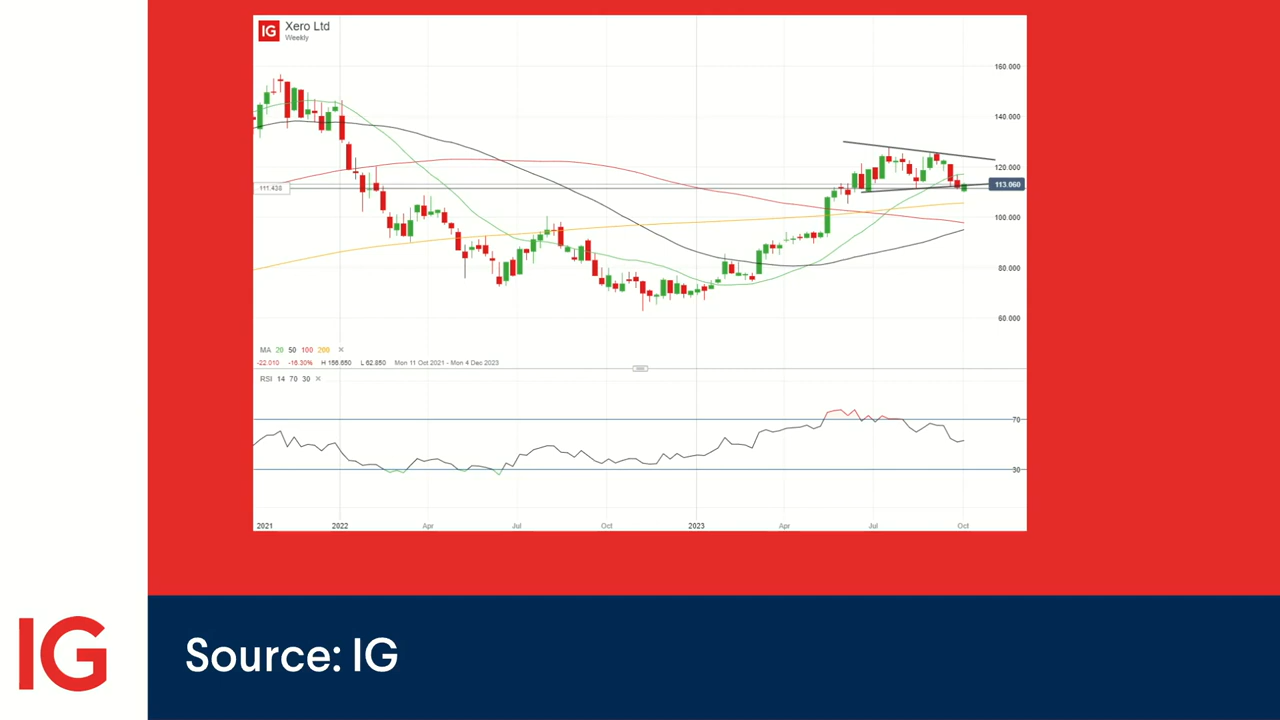 IG
Xero Ltd
Weekly
160.000
140.000
120.000
111.438
113.060
100.000
80.000
60.000
MA 20 50 100 200 ×
-22.010 -16.30% H 156.650 L 62.850 Mon 11 Oct 2021 - Mon 4 Dec 2023
RSI 14 70 30 ×
70
30
2021 2022 Apr Jul Oct 2023 Apr Jul Oct
IG
Source: IG